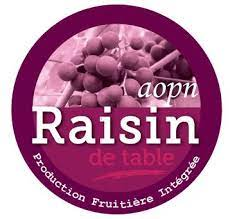 aopn
Raisin
de table
Production Fruitière Intégrée